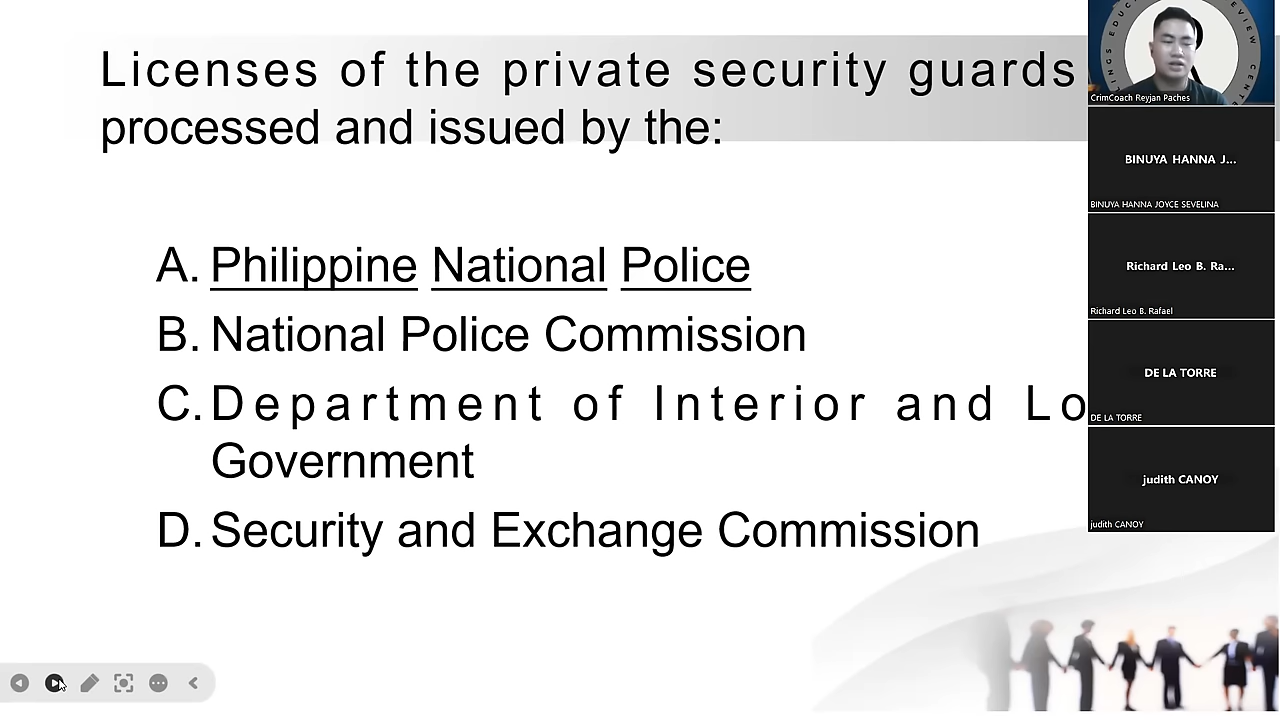 Licenses of the private security guards
processed and issued by the:
A. Philippine National Police
B. National Police Commission
C. Department of Interior and Lo
Government
D. Security and Exchange Commission
CrimCoach Reyjan Paches
BINUYA HANNA J...
BINUYA HANNA JOYCE SEVELINA
Richard Leo B. Ra...
Richard Leo B. Rafael
DE LA TORRE
DE LA TORRE
judith CANOY
judith CANOY